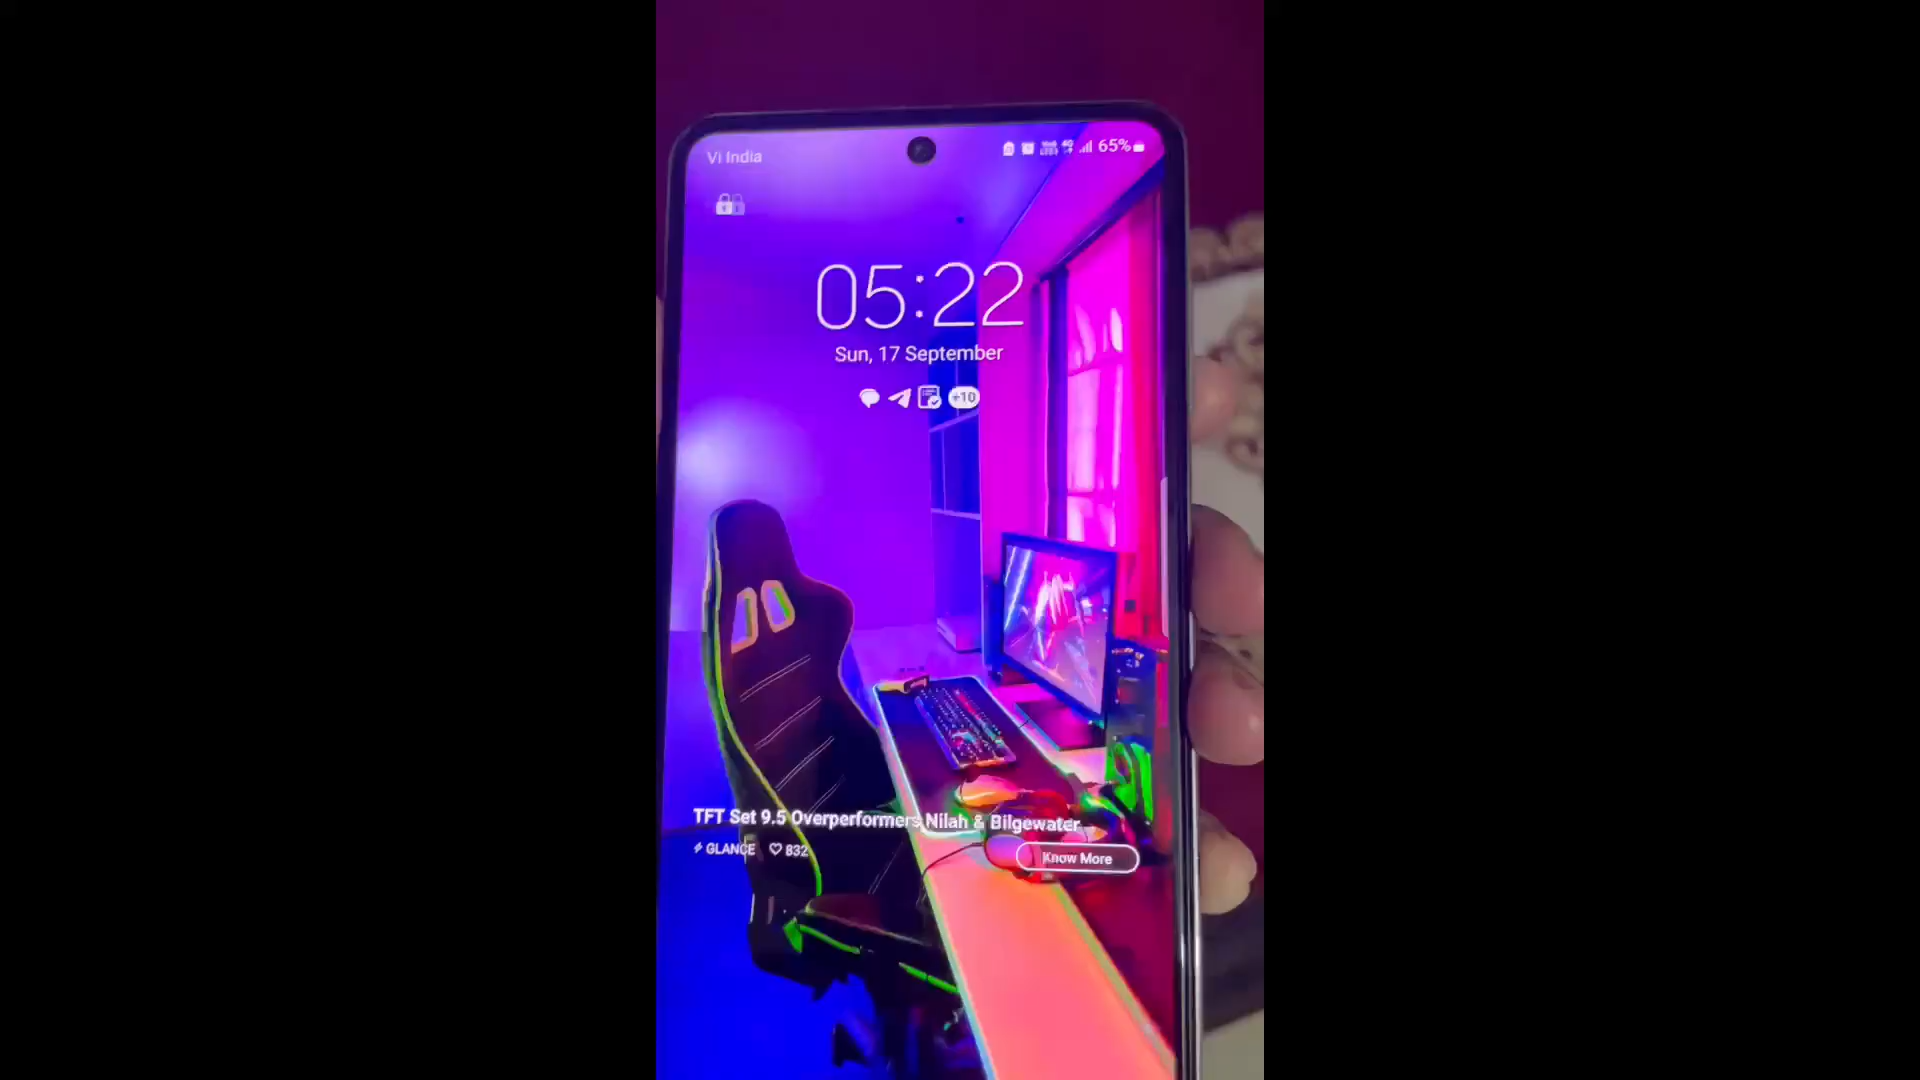 Vi India
65%
05:22
Sun, 17 September
+10
TFT Set 9.5 Overperformers Nilah & Bilgewater
GLANCE 832
Know More